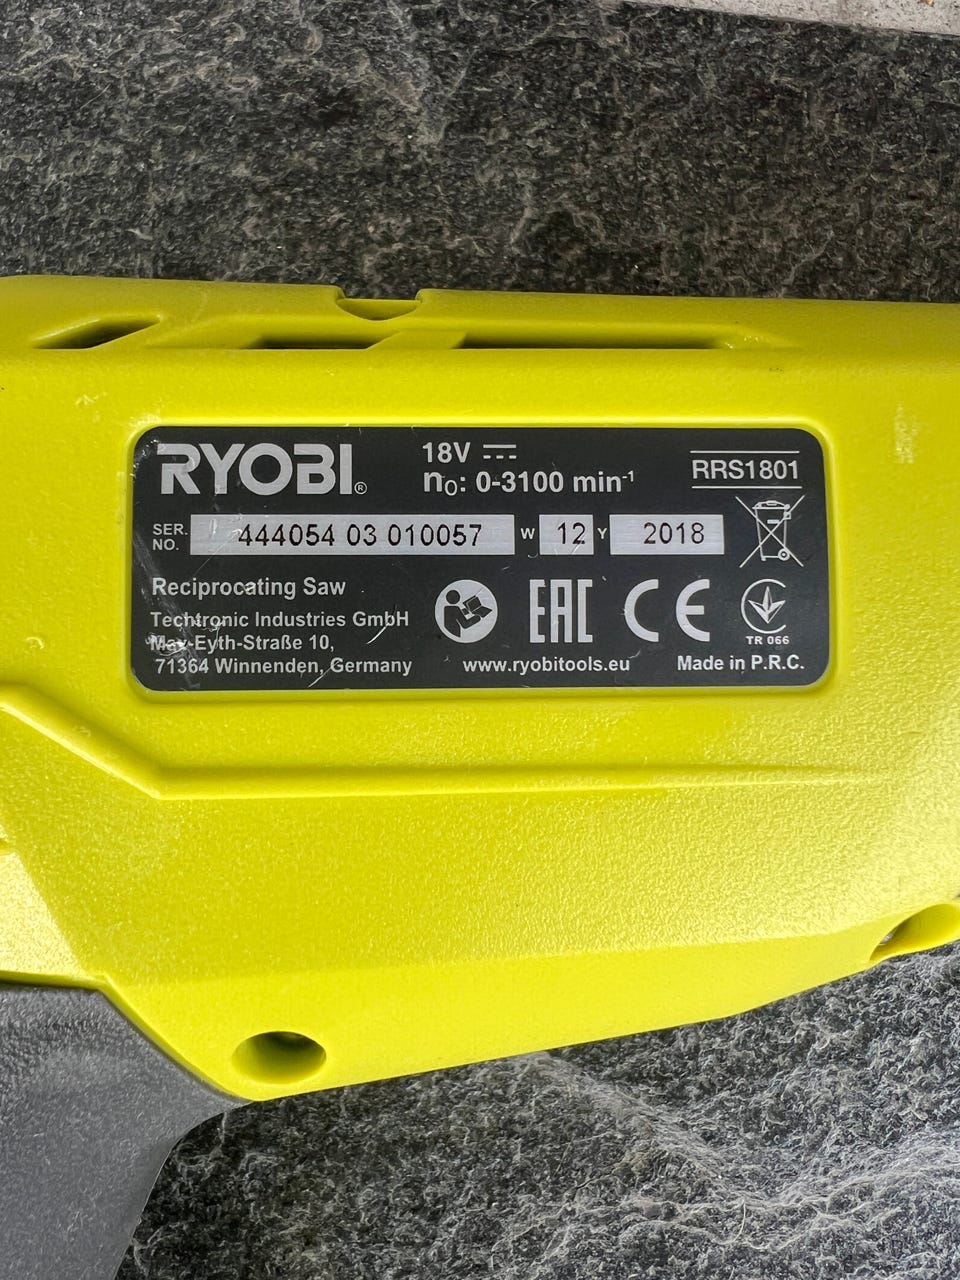 RYOBI®
18V
n₀: 0-3100 min⁻¹
RRS1801
SER. NO. 444054 03 010057 W 12 Y 2018
Reciprocating Saw
Techtronic Industries GmbH
Max-Eyth-Straße 10,
71364 Winnenden, Germany
EAC CE
TR 066
www.ryobitools.eu
Made in P.R.C.